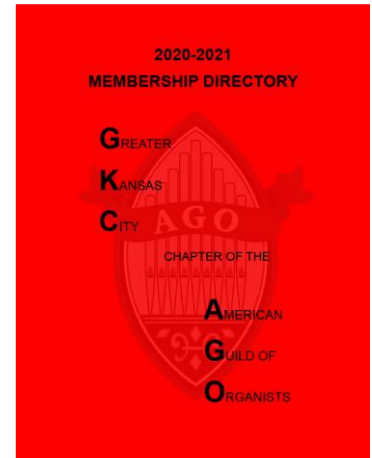 2020-2021
MEMBERSHIP DIRECTORY
GREATER
KANSAS
CITY
AGO
CHAPTER OF THE
AMERICAN
GUILD OF
ORGANISTS